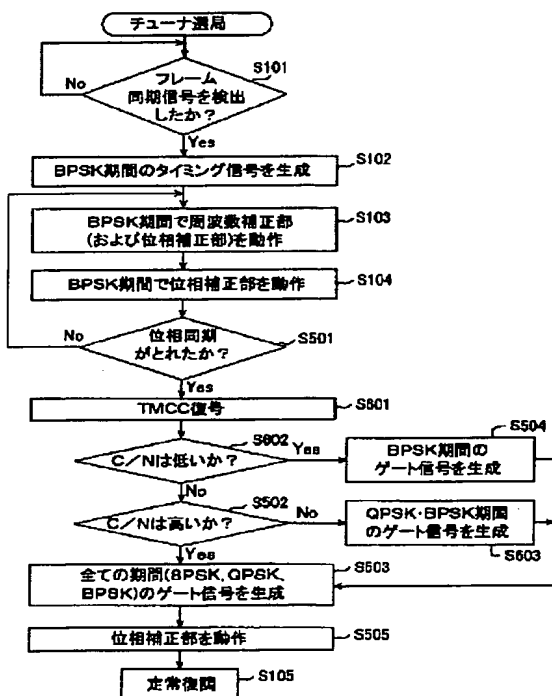 チューナ選局
S101
No
フレーム
同期信号を検出
したか?
Yes
S102
BPSK期間のタイミング信号を生成
S103
BPSK期間で周波数補正部
(および位相補正部)を動作
S104
BPSK期間で位相補正部を動作
No
S501
位相同期
がとれたか?
Yes
S601
TMCC復号
S602
C/Nは低いか?
Yes
S504
BPSK期間の
ゲート信号を生成
No
S502
C/Nは高いか?
No
QPSK・BPSK期間
のゲート信号を生成
S603
Yes
S503
全ての期間(8PSK,QPSK,
BPSK)のゲート信号を生成
S505
位相補正部を動作
S105
定常復調